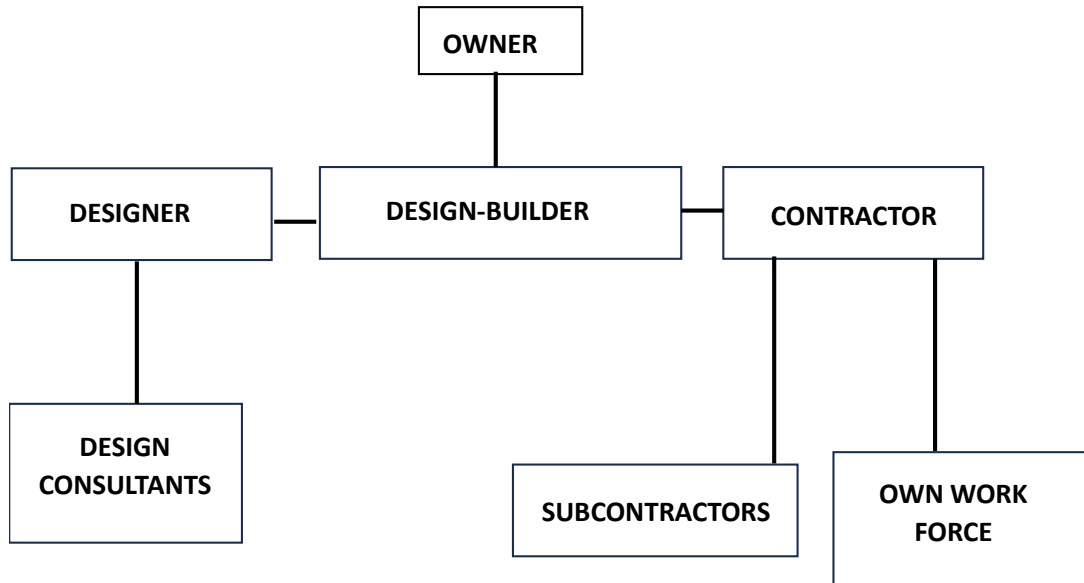 OWNER
DESIGNER
DESIGN-BUILDER
CONTRACTOR
DESIGN
CONSULTANTS
SUBCONTRACTORS
OWN WORK
FORCE